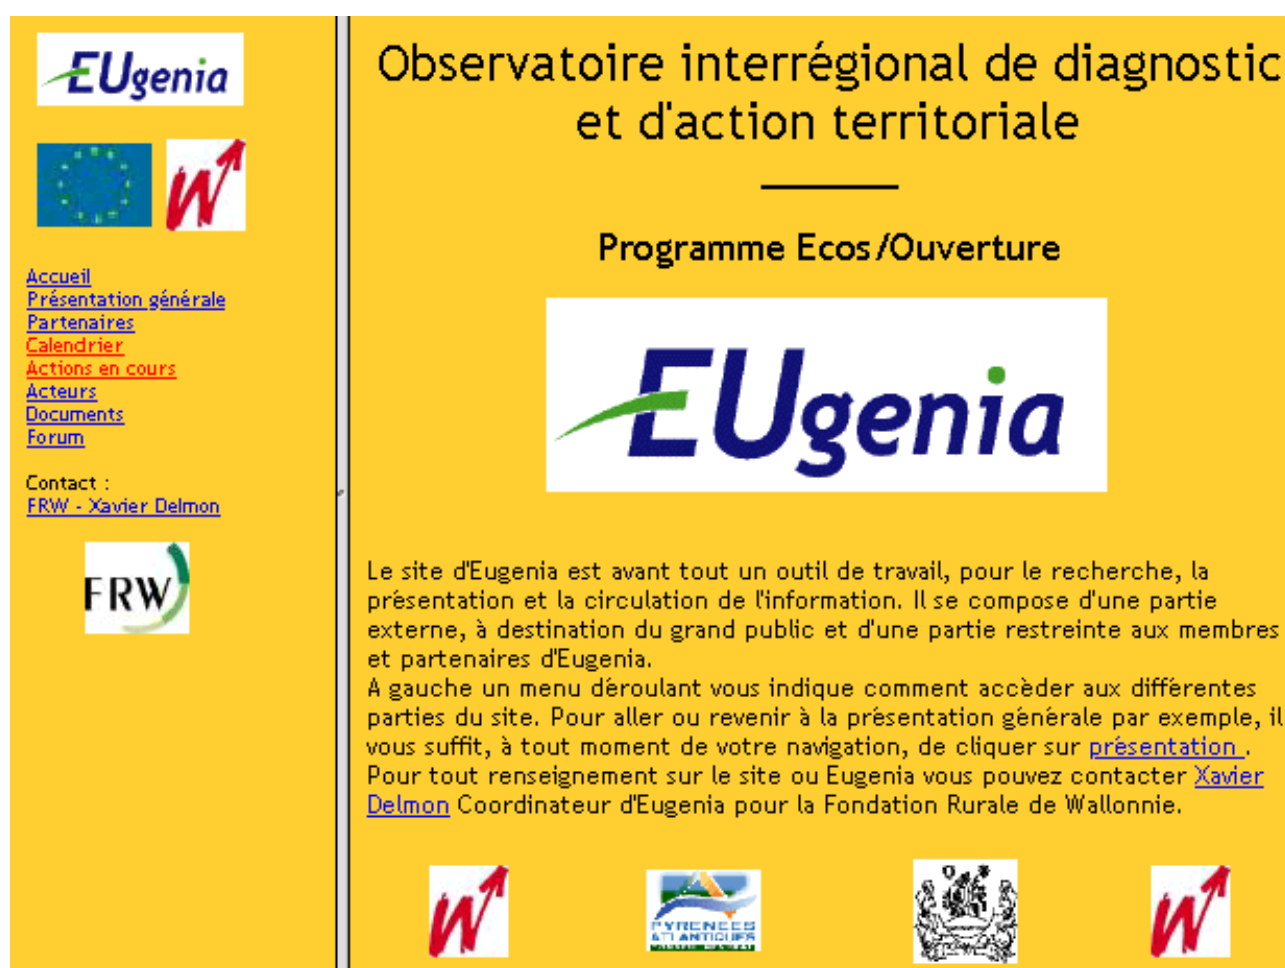 EUgenia
W
Accueil
Présentation générale
Partenaires
Calendrier
Actions en cours
Acteurs
Documents
Forum
Contact :
FRW - Xavier Delmon
FRW
Observatoire interrégional de diagnostic
et d'action territoriale
Programme Ecos/Ouverture
EUgenia
Le site d'Eugenia est avant tout un outil de travail, pour le recherche, la
présentation et la circulation de l'information. Il se compose d'une partie
externe, à destination du grand public et d'une partie restreinte aux membres
et partenaires d'Eugenia.
A gauche un menu déroulant vous indique comment accèder aux différentes
parties du site. Pour aller ou revenir à la présentation générale par exemple, il
vous suffit, à tout moment de votre navigation, de cliquer sur présentation .
Pour tout renseignement sur le site ou Eugenia vous pouvez contacter Xavier
Delmon Coordinateur d'Eugenia pour la Fondation Rurale de Wallonnie.
W
PYRENEES
ATLANTIQUES
W